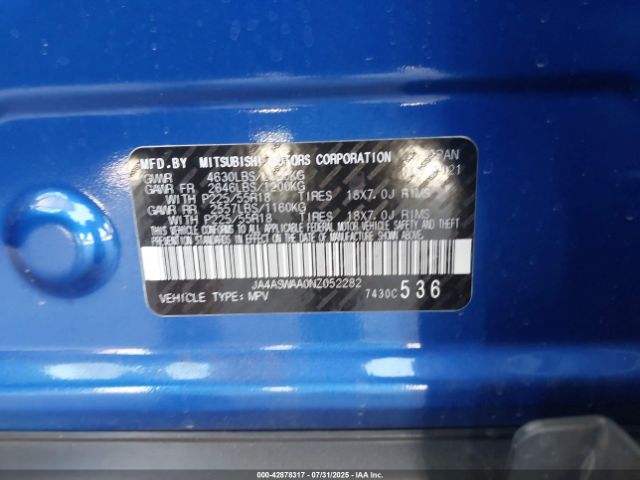 MFD.BY MITSUBISHI MOTORS CORPORATION
GVWR 4630LBS
GAWR FR 2646LBS/1200KG
WITH P225/55R18 TIRES 18X7.0J RIMS
GAWR RR 2557LBS/1160KG
WITH P225/55R18 TIRES 18X7.0J RIMS
THIS VEHICLE CONFORMS TO ALL APPLICABLE FEDERAL
MOTOR VEHICLE SAFETY AND THEFT PREVENTION STANDARDS
IN EFFECT ON THE DATE OF MANUFACTURE SHOWN ABOVE.
JA4ASWAA0NZ052282
VEHICLE TYPE: MPV 7430C 536
000-42878317 | 07/31/2025 | Copyright © IAA, LLC